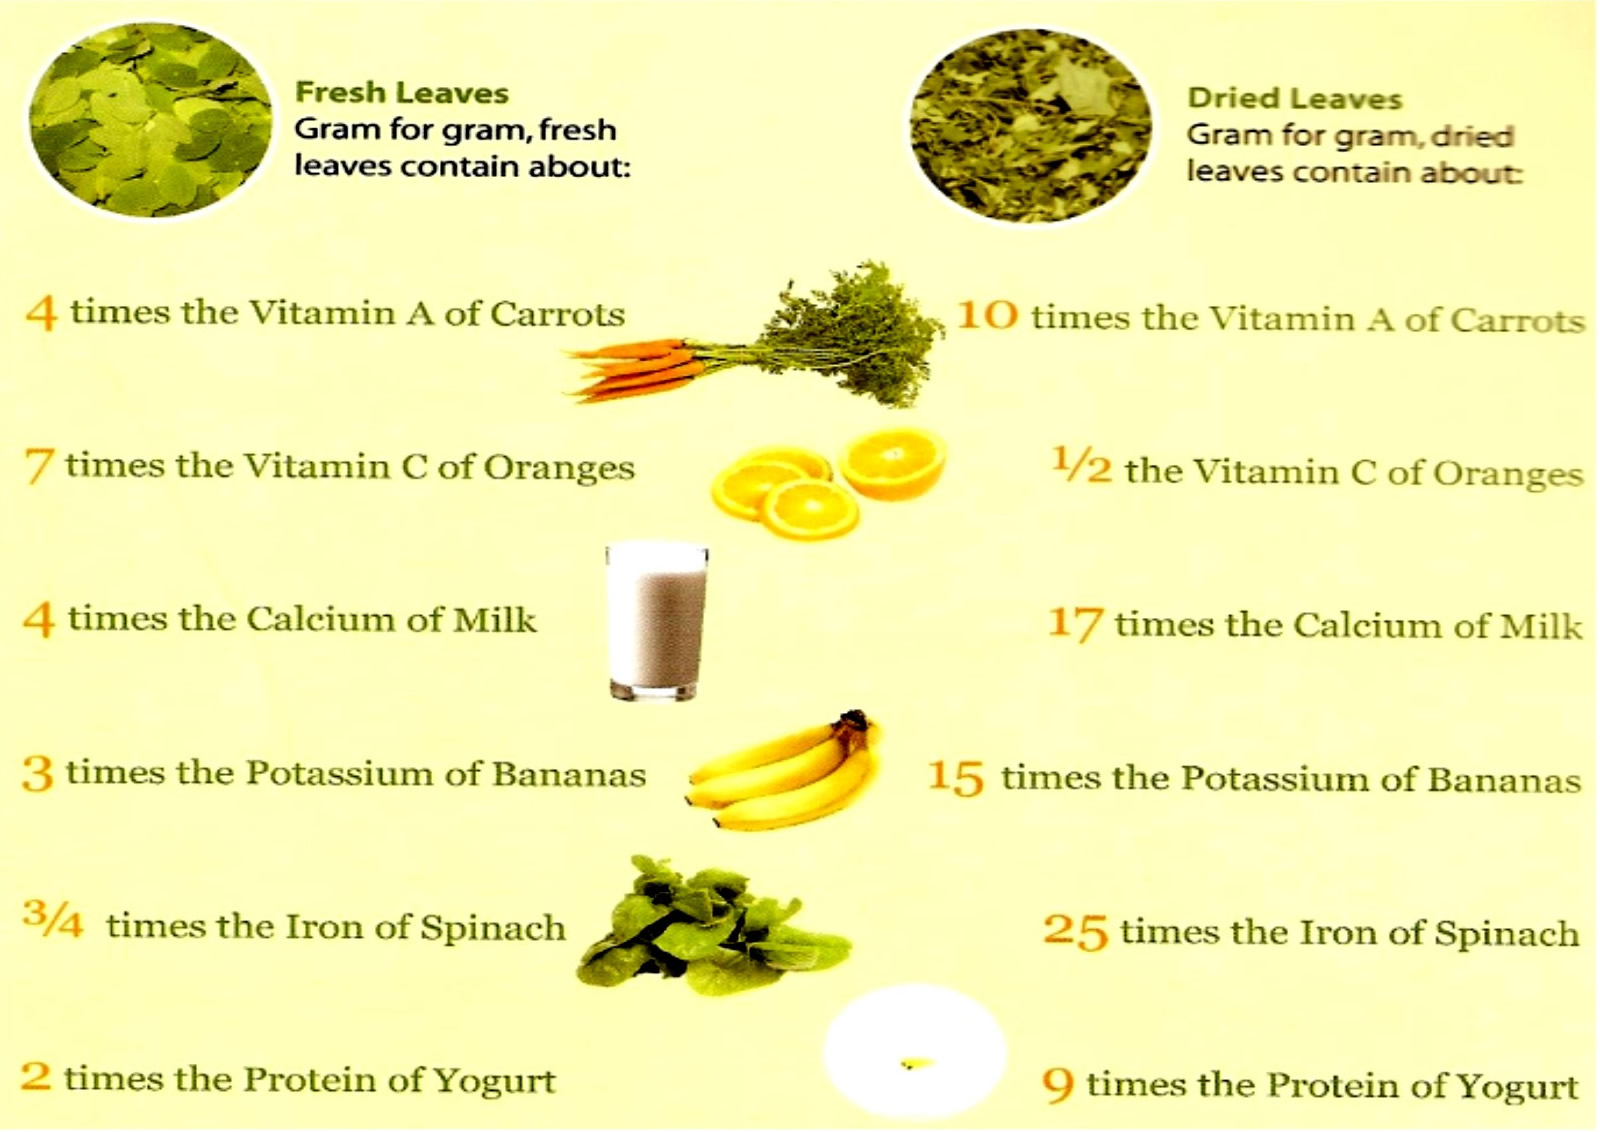 Fresh Leaves
Gram for gram, fresh
leaves contain about:
4 times the Vitamin A of Carrots
7 times the Vitamin C of Oranges
4 times the Calcium of Milk
3 times the Potassium of Bananas
3/4 times the Iron of Spinach
2 times the Protein of Yogurt
Dried Leaves
Gram for gram, dried
leaves contain about:
10 times the Vitamin A of Carrots
1/2 the Vitamin C of Oranges
17 times the Calcium of Milk
15 times the Potassium of Bananas
25 times the Iron of Spinach
9 times the Protein of Yogurt